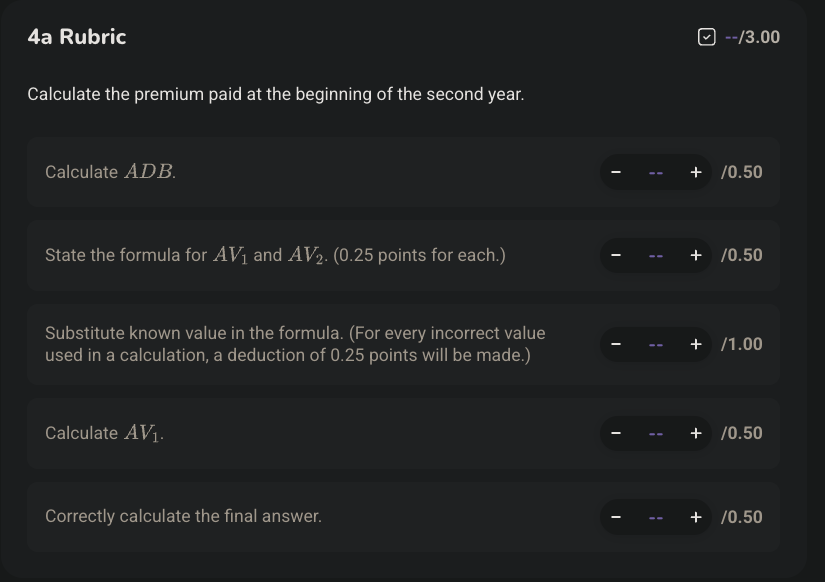 4a Rubric --/3.00
Calculate the premium paid at the beginning of the second year.
Calculate ADB. − -- + /0.50
State the formula for AV₁ and AV₂. (0.25 points for each.) − -- + /0.50
Substitute known value in the formula. (For every incorrect value
used in a calculation, a deduction of 0.25 points will be made.) − -- + /1.00
Calculate AV₁. − -- + /0.50
Correctly calculate the final answer. − -- + /0.50